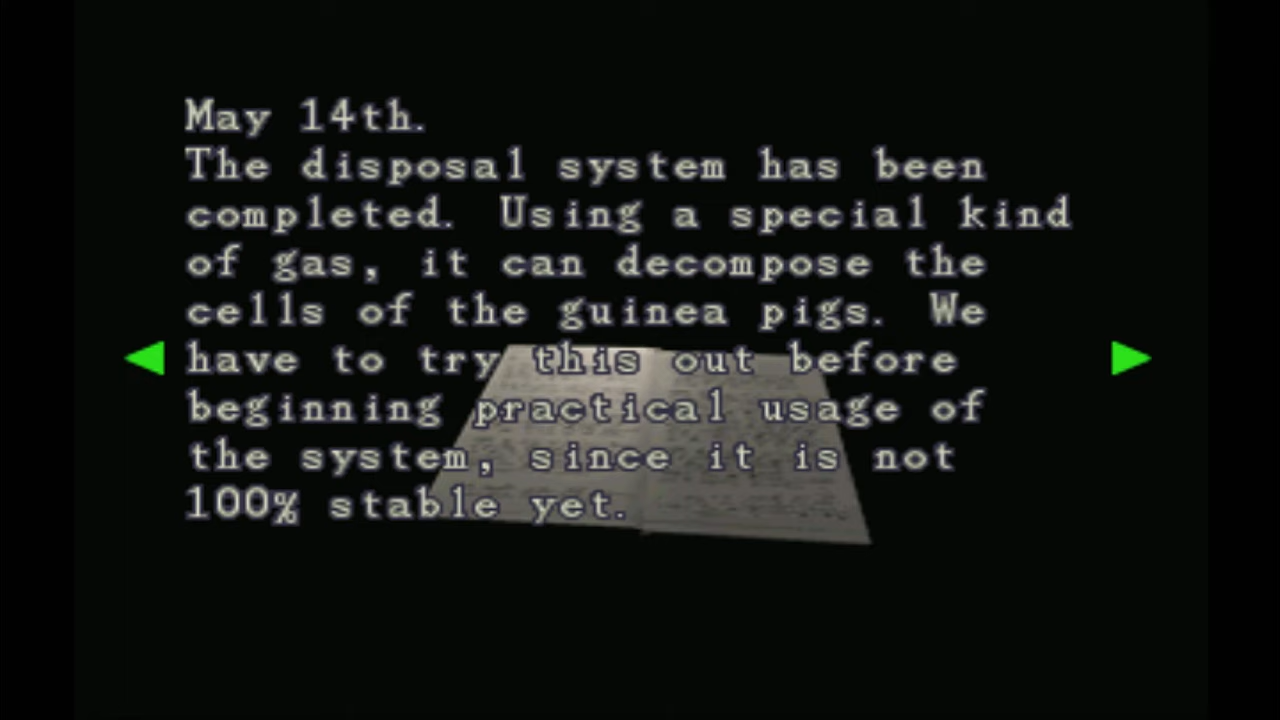 May 14th.
The disposal system has been
completed. Using a special kind
of gas, it can decompose the
cells of the guinea pigs. We
have to try this out before
beginning practical usage of
the system, since it is not
100% stable yet.